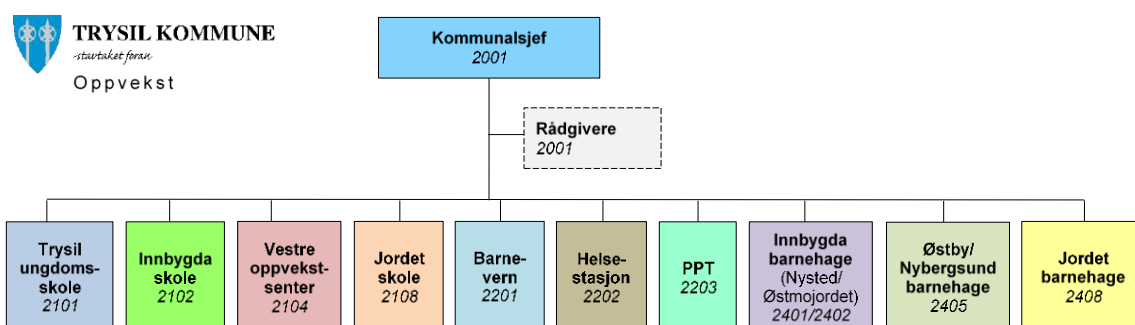 TRYSIL KOMMUNE
-stavtaket foran
Oppvekst
Kommunalsjef
2001
Rådgivere
2001
Trysil
ungdoms-
skole
2101
Innbygda
skole
2102
Vestre
oppvekst-
senter
2104
Jordet
skole
2108
Barne-
vern
2201
Helse-
stasjon
2202
PPT
2203
Innbygda
barnehage
(Nysted/
Østmojordet)
2401/2402
Østby/
Nybergsund
barnehage
2405
Jordet
barnehage
2408